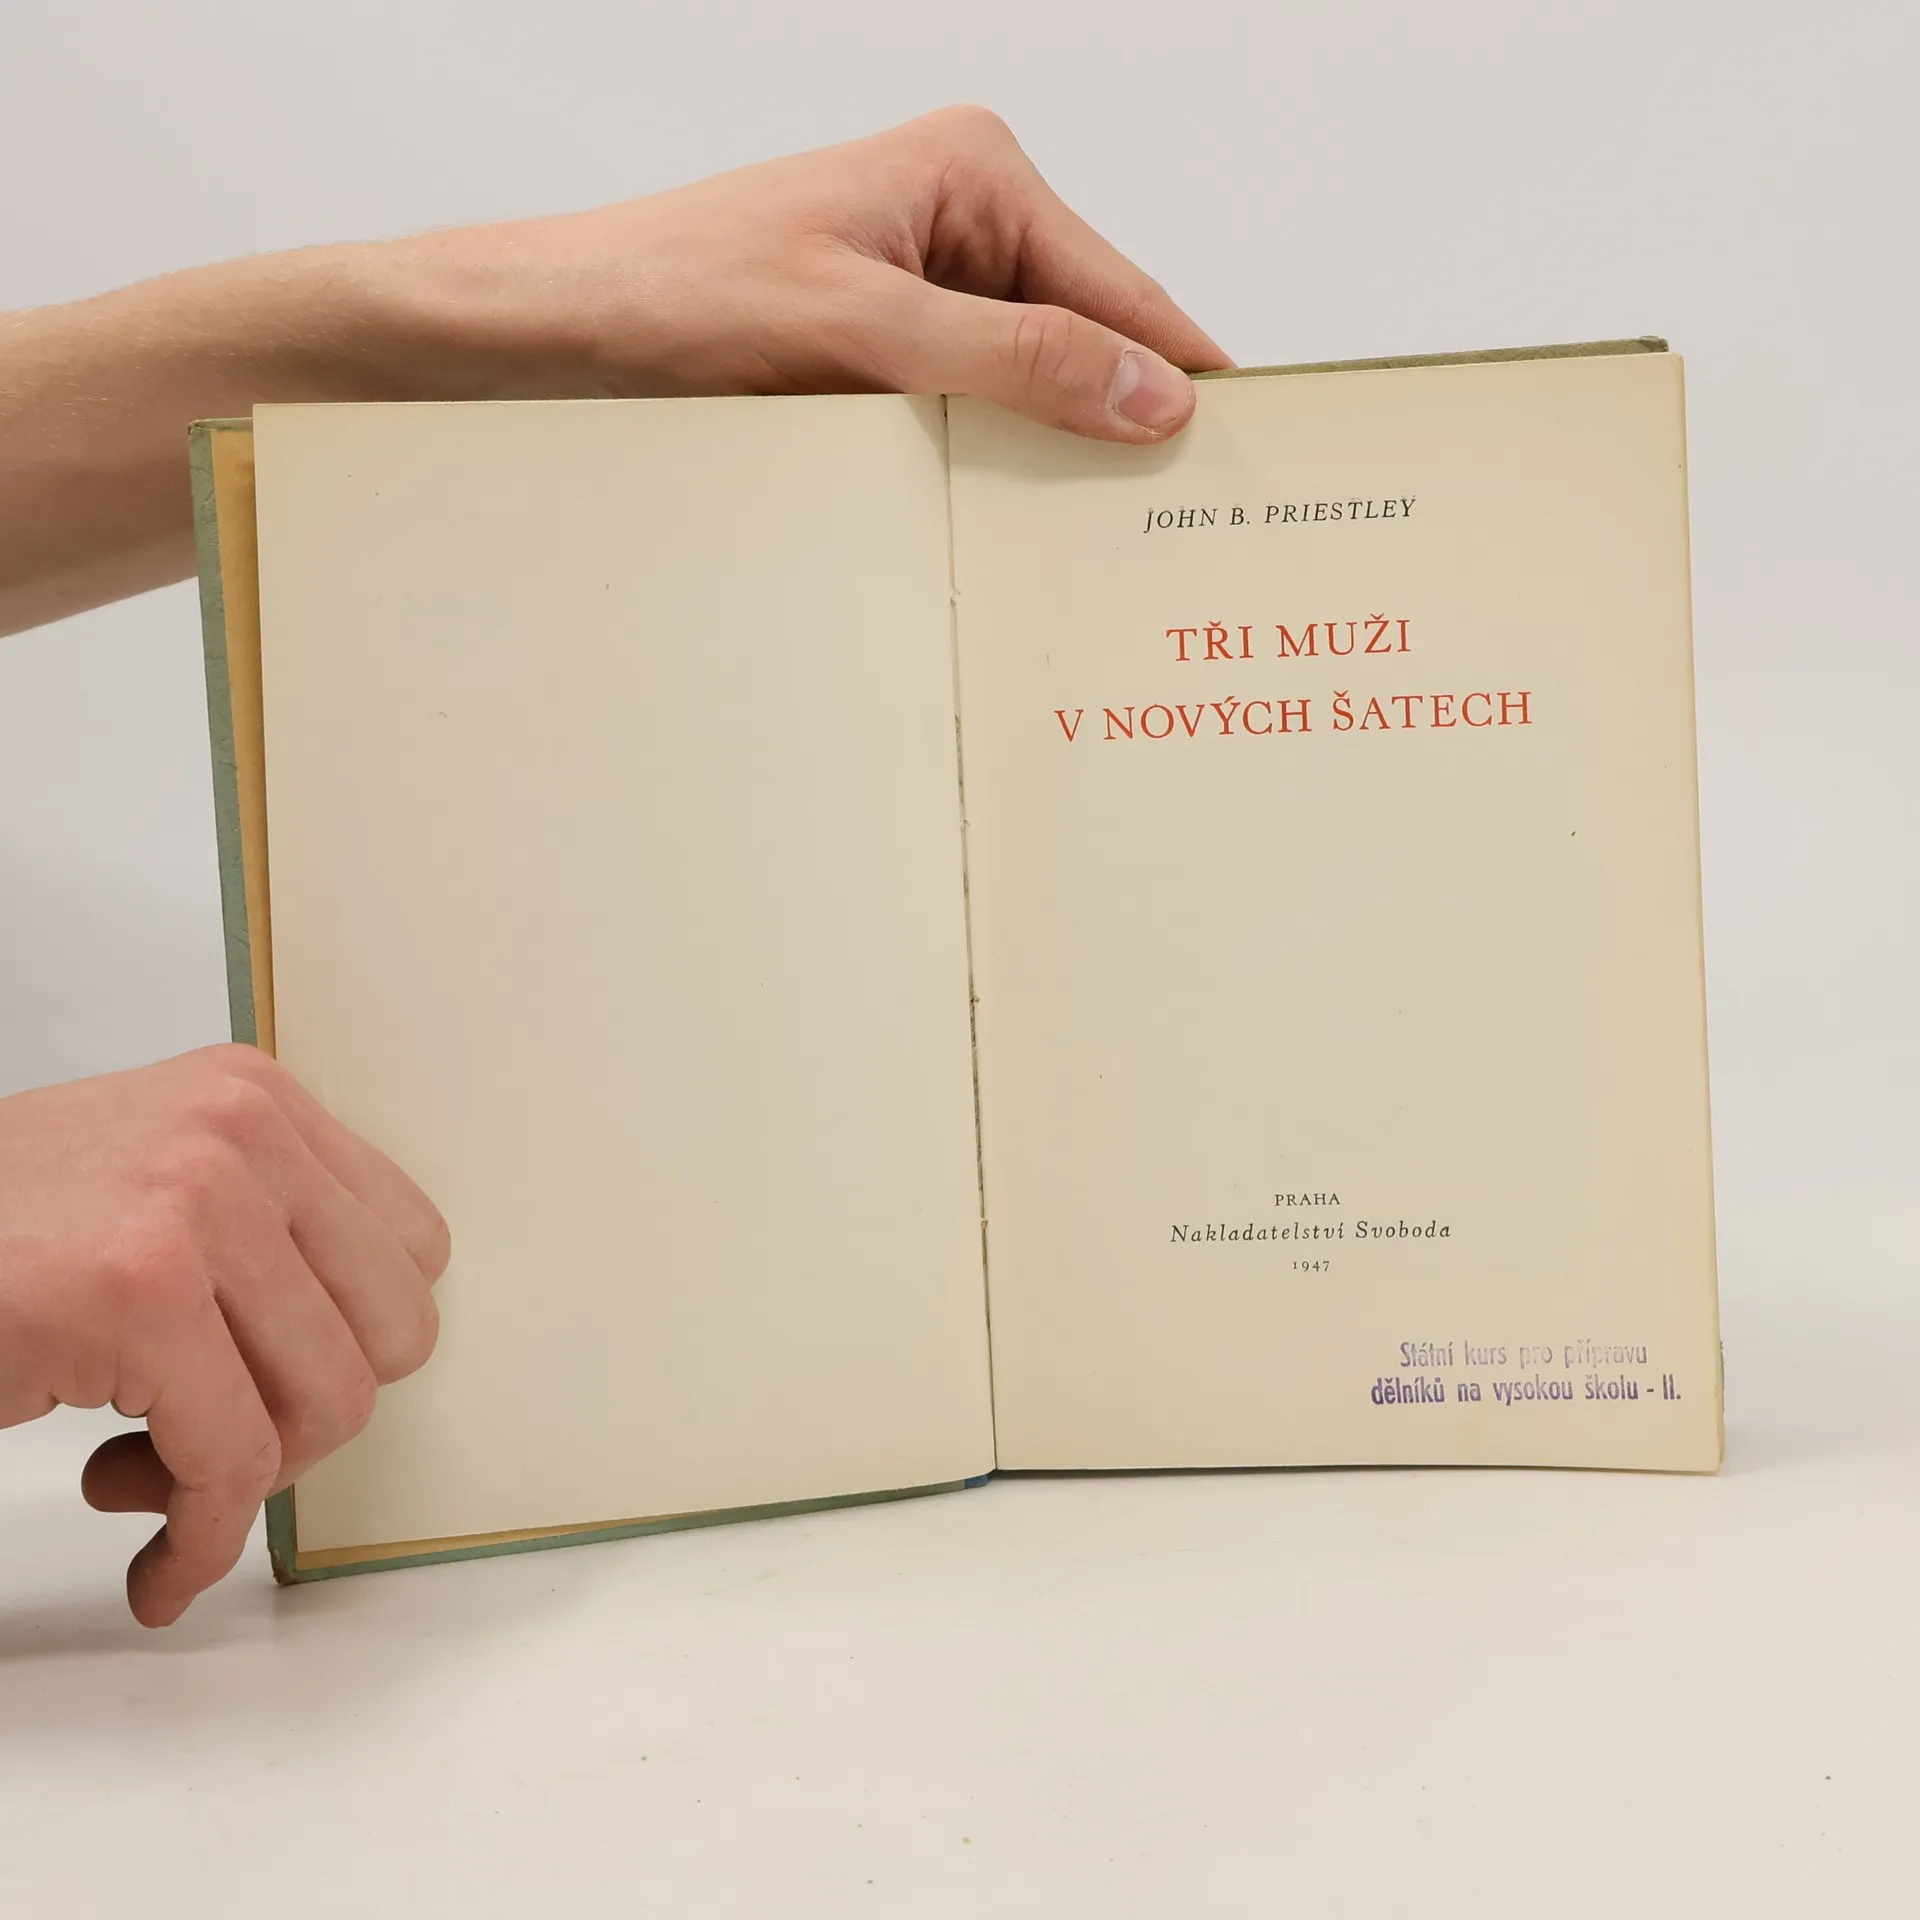 JOHN B. PRIESTLEY
TŘI MUŽI
V NOVÝCH ŠATECH
PRAHA
Nakladatelství Svoboda
1947
Státní kurs pro přípravu
dělníků na vysokou školu - II.